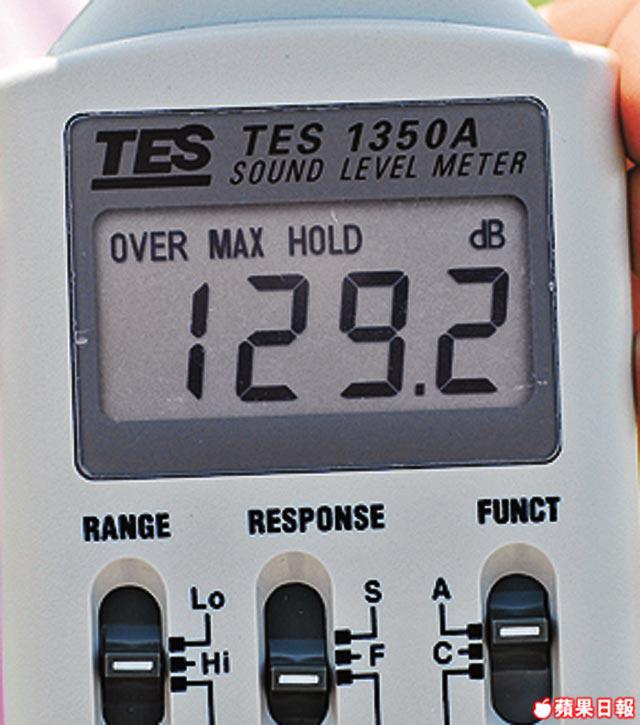 TES TES 1350A
SOUND LEVEL METER
OVER MAX HOLD dB
129.2
RANGE RESPONSE FUNCT
Lo S A
Hi F C
蘋果日報